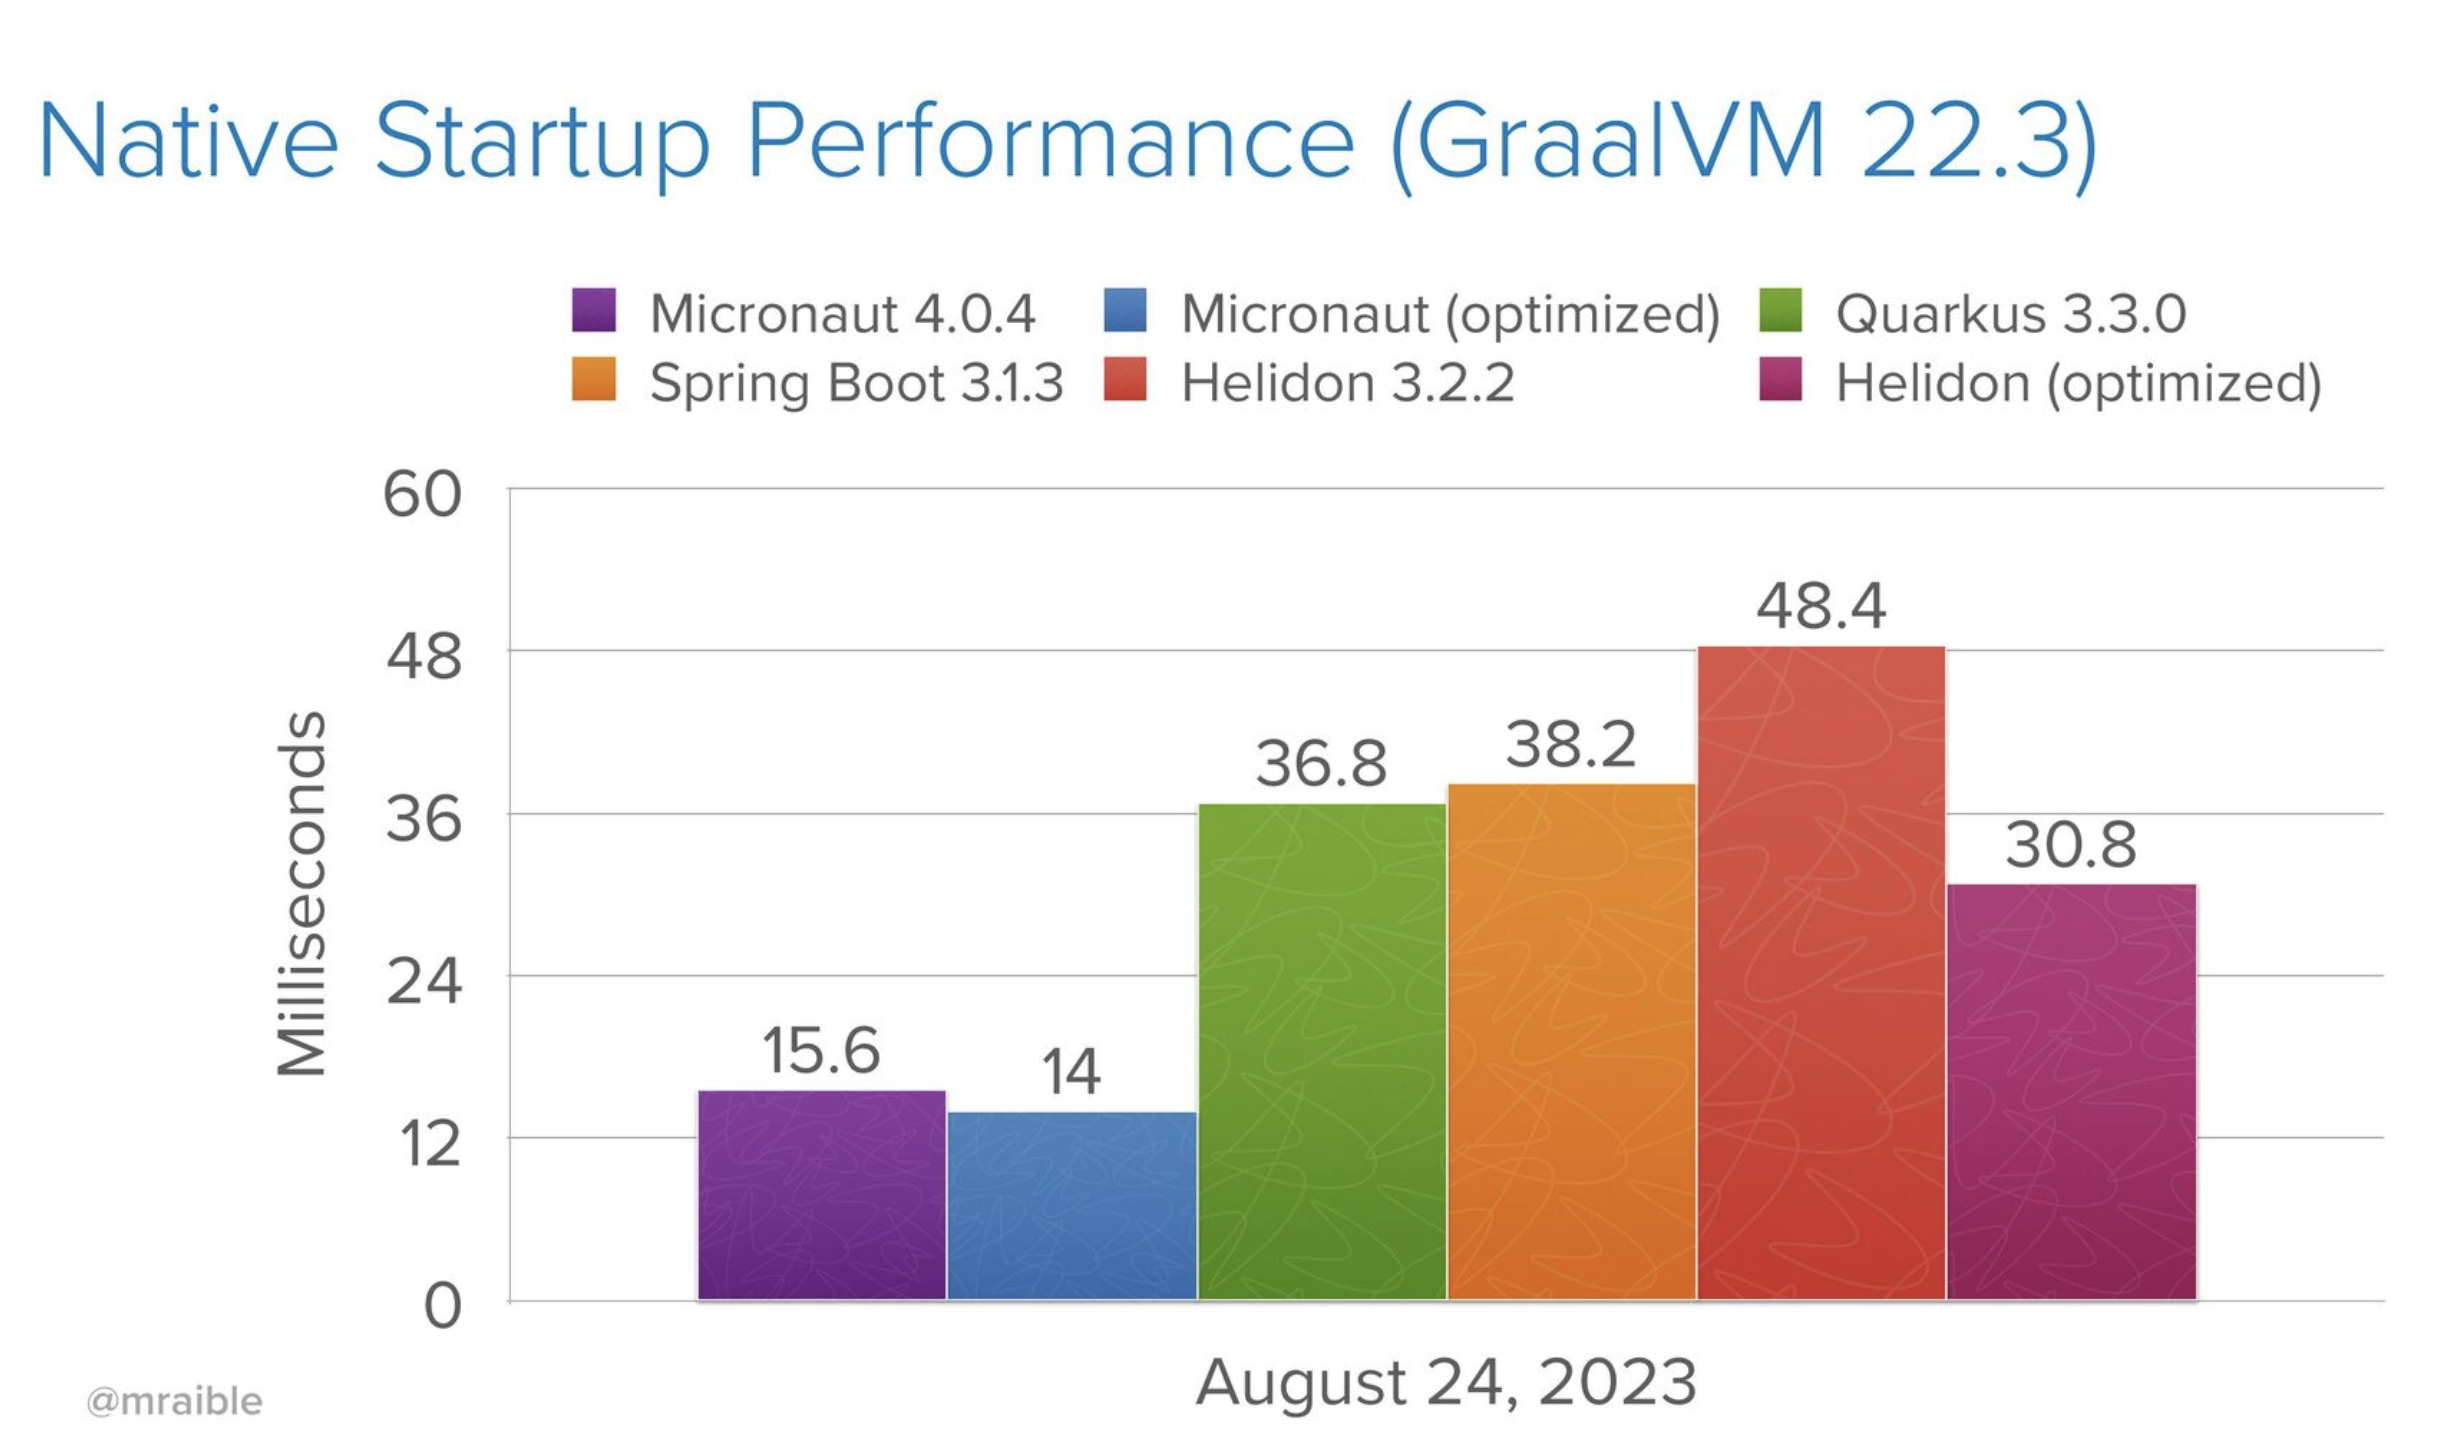 Native Startup Performance (GraalVM 22.3)
Micronaut 4.0.4 Micronaut (optimized) Quarkus 3.3.0
Spring Boot 3.1.3 Helidon 3.2.2 Helidon (optimized)
60
48
36
24
12
0
Milliseconds
15.6
14
36.8
38.2
48.4
30.8
August 24, 2023
@mraible